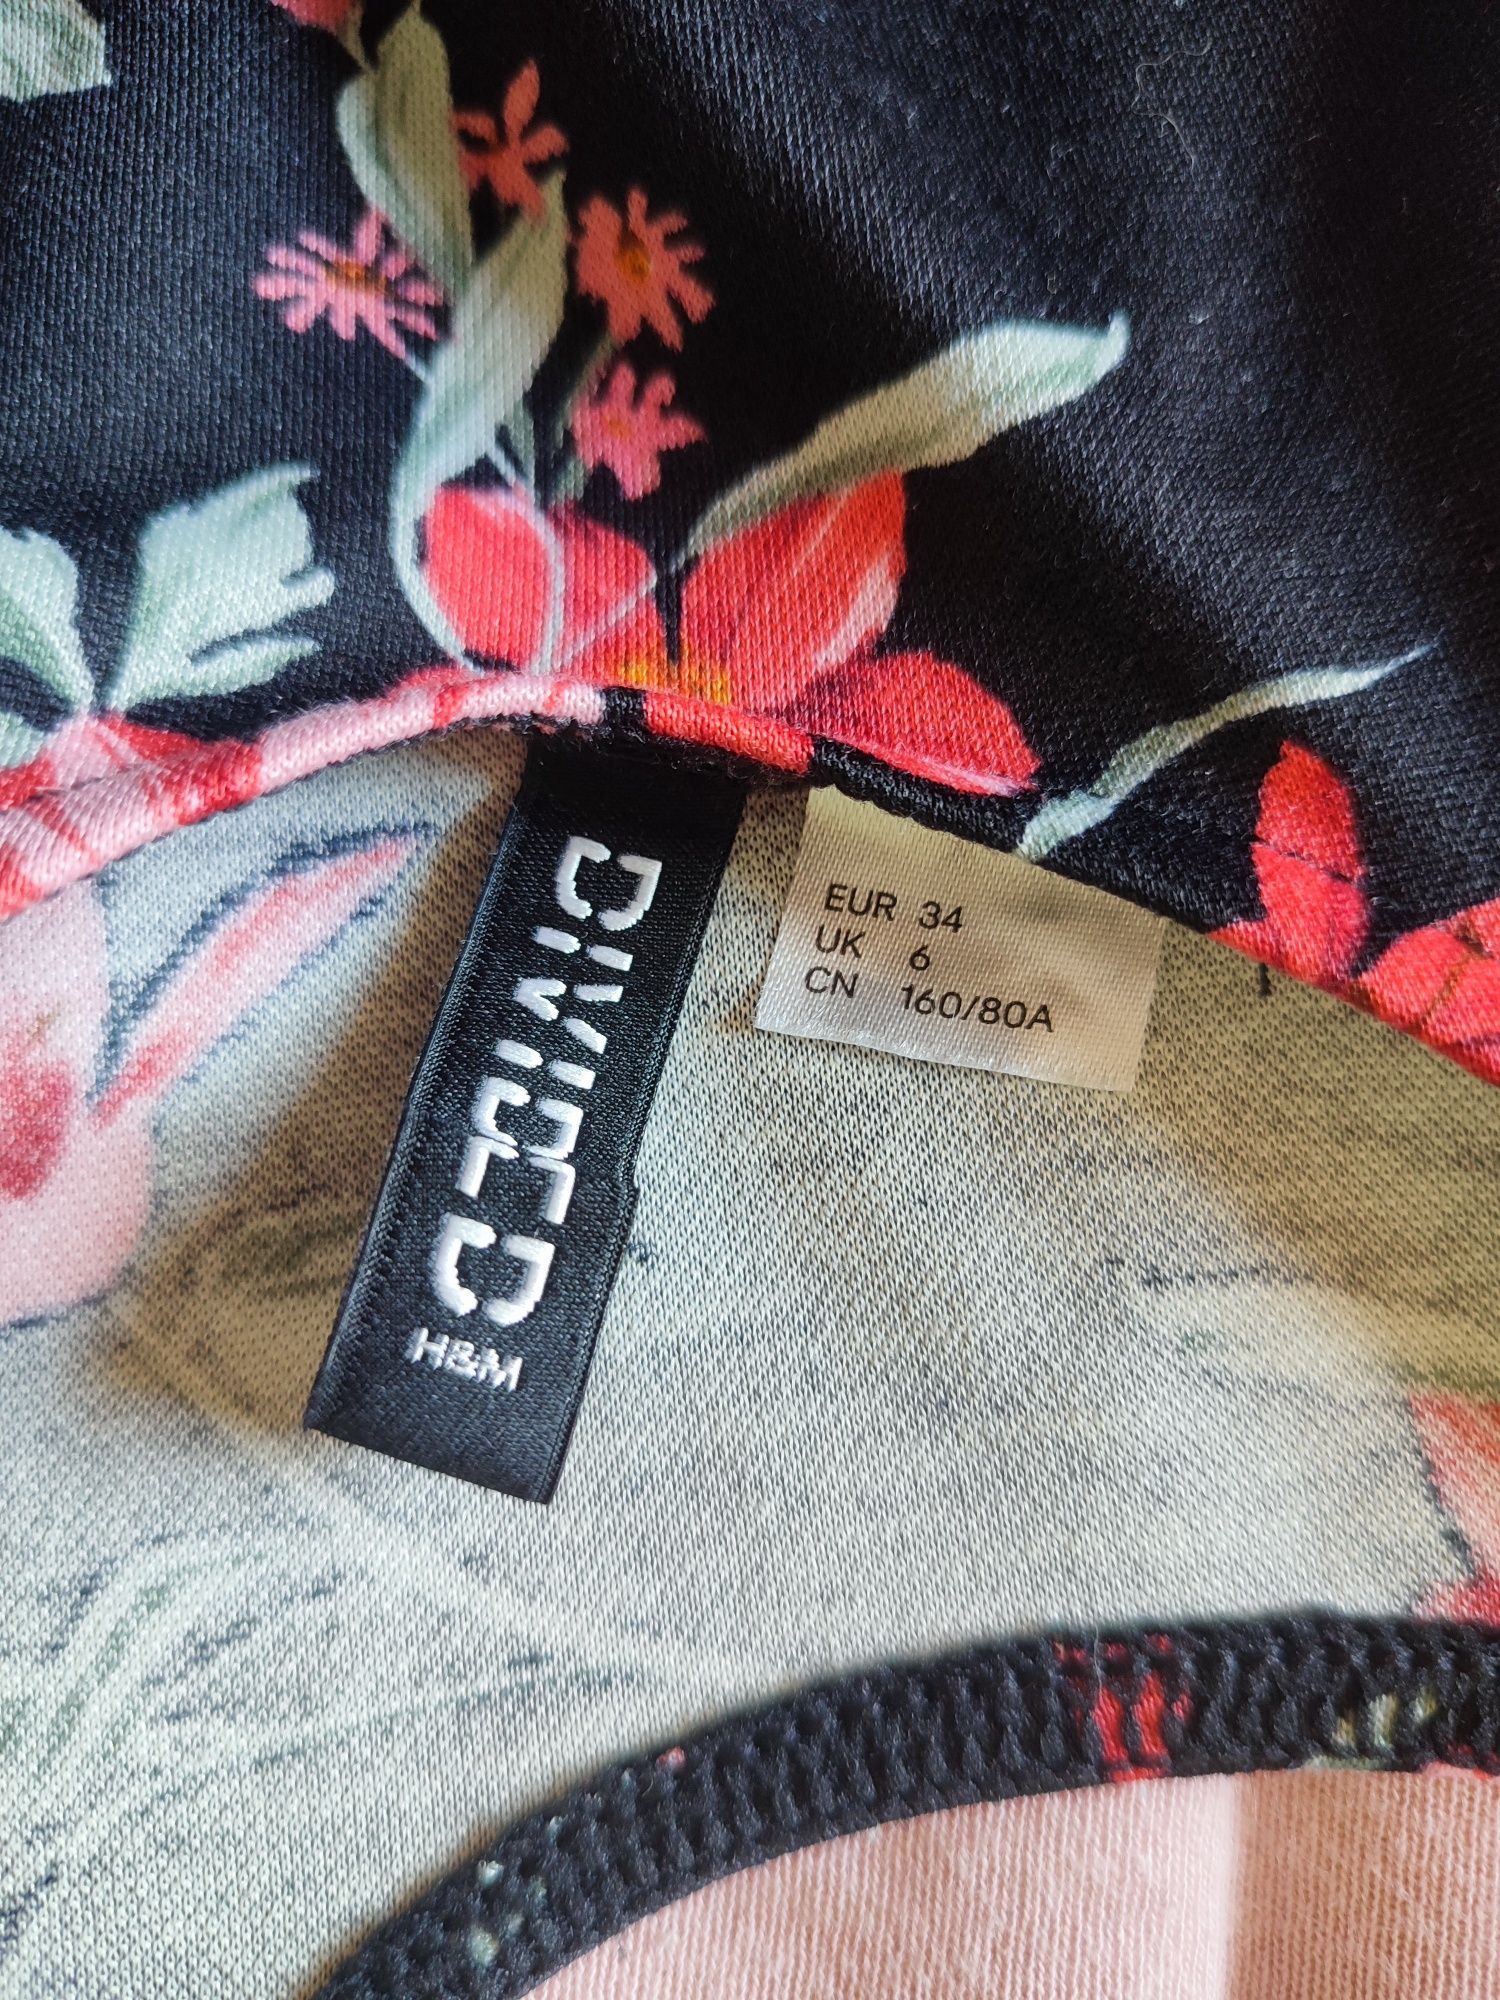 DIVIDED
H&M
EUR 34
UK 6
CN 160/80A